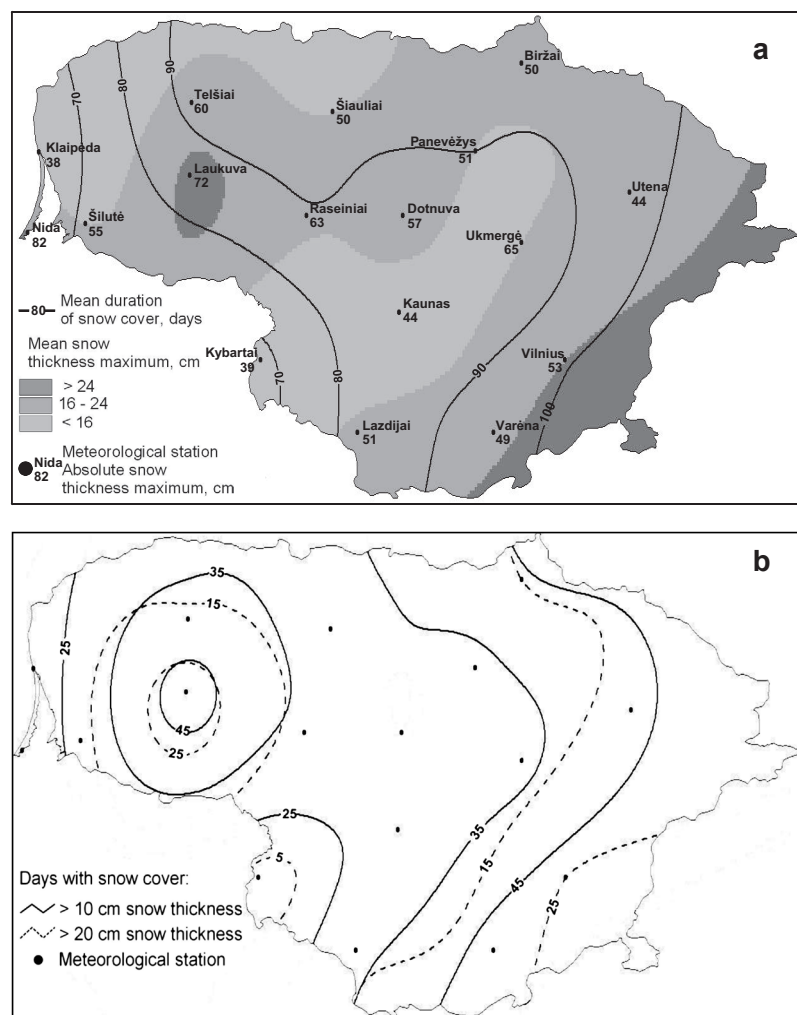 a
90
80
70
Biržai
50
Telšiai
60
Šiauliai
50
Klaipėda
38
Panevėžys
51
Laukuva
72
Utena
44
Šilutė
55
Raseiniai
63
Dotnuva
57
Nida
82
Ukmergė
65
Kaunas
44
Kybartai
39
70
80
90
Vilnius
53
100
Lazdijai
51
Varėna
49
80 Mean duration
of snow cover, days
Mean snow
thickness maximum, cm
> 24
16 - 24
< 16
Nida Meteorological station
82 Absolute snow
thickness maximum, cm
b
35
15
25
45
25
25
5
35
15
45
25
Days with snow cover:
> 10 cm snow thickness
> 20 cm snow thickness
Meteorological station